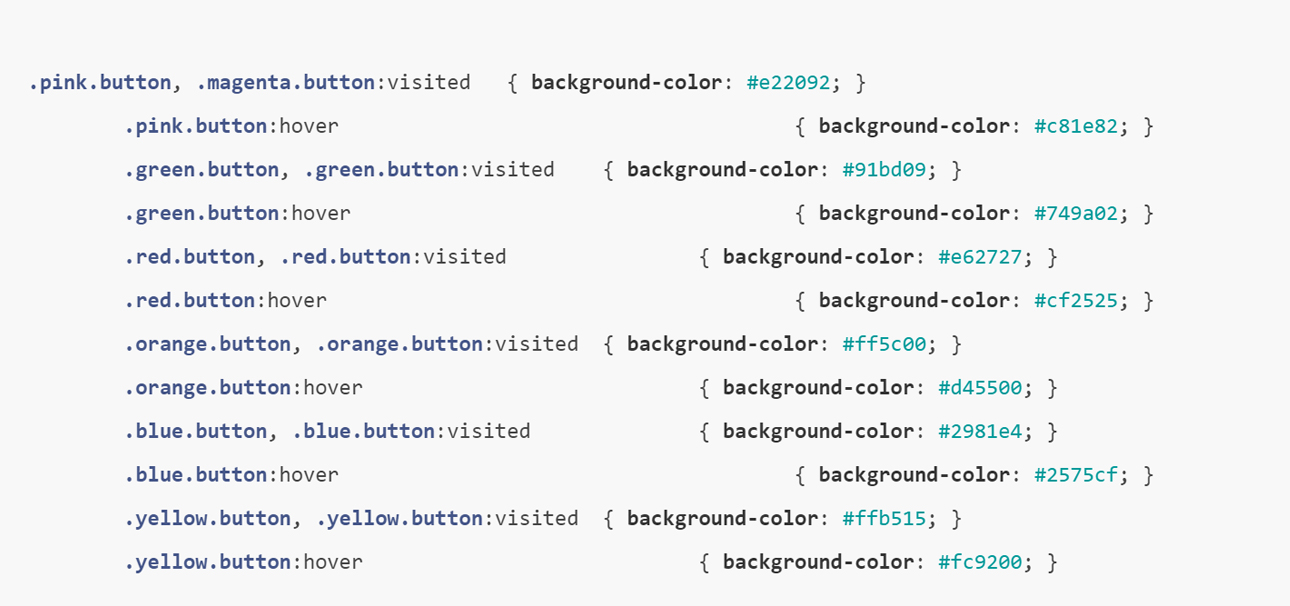 .pink.button, .magenta.button:visited { background-color: #e22092; }
.pink.button:hover { background-color: #c81e82; }
.green.button, .green.button:visited { background-color: #91bd09; }
.green.button:hover { background-color: #749a02; }
.red.button, .red.button:visited { background-color: #e62727; }
.red.button:hover { background-color: #cf2525; }
.orange.button, .orange.button:visited { background-color: #ff5c00; }
.orange.button:hover { background-color: #d45500; }
.blue.button, .blue.button:visited { background-color: #2981e4; }
.blue.button:hover { background-color: #2575cf; }
.yellow.button, .yellow.button:visited { background-color: #ffb515; }
.yellow.button:hover { background-color: #fc9200; }